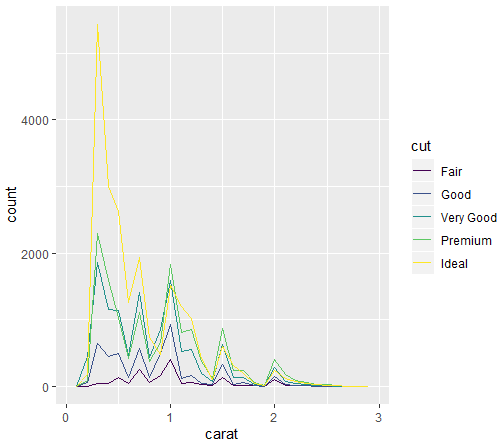 4000
2000
0
count
0
1
2
3
carat
cut
Fair
Good
Very Good
Premium
Ideal